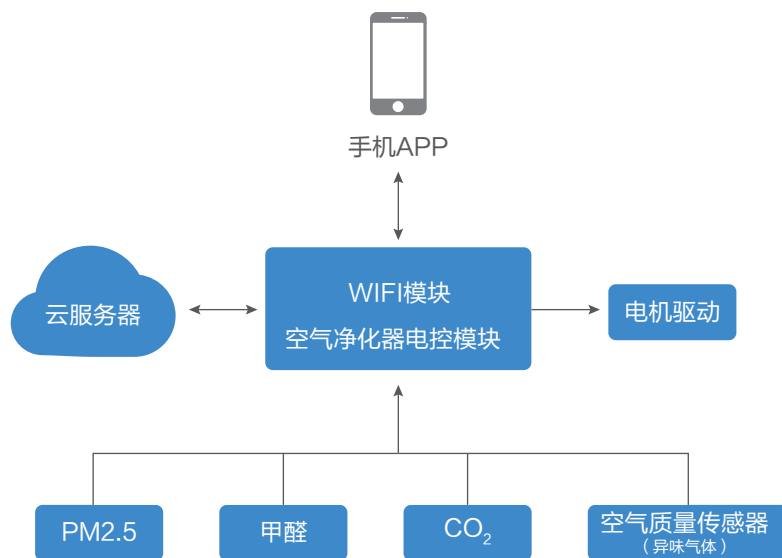 手机APP
云服务器
WIFI模块
空气净化器电控模块
电机驱动
PM2.5
甲醛
CO₂
空气质量传感器
（异味气体）